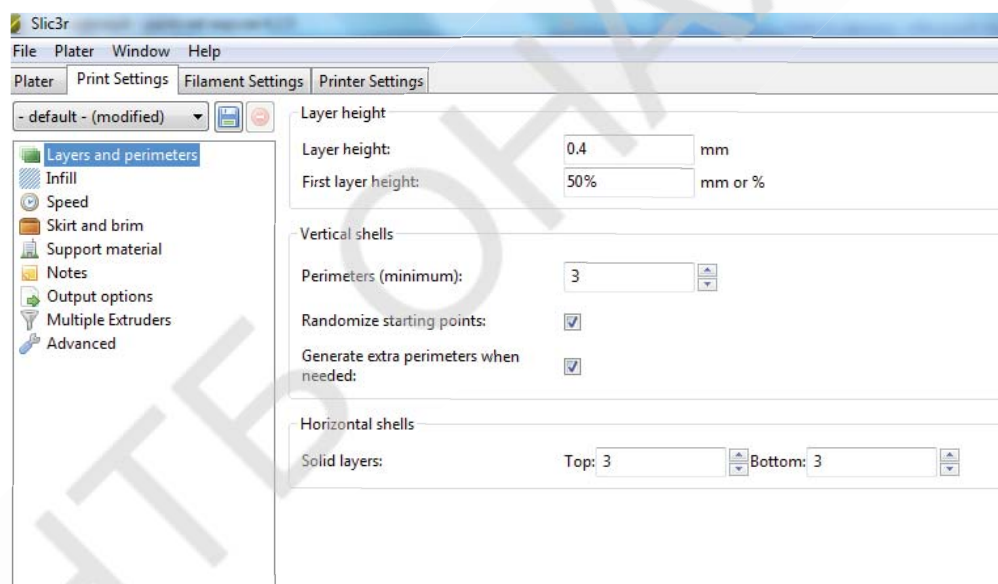 Slic3r
File Plater Window Help
Plater Print Settings Filament Settings Printer Settings
- default - (modified)
Layers and perimeters
Infill
Speed
Skirt and brim
Support material
Notes
Output options
Multiple Extruders
Advanced
Layer height
Layer height: 0.4 mm
First layer height: 50% mm or %
Vertical shells
Perimeters (minimum): 3
Randomize starting points:
Generate extra perimeters when
needed:
Horizontal shells
Solid layers: Top: 3 Bottom: 3